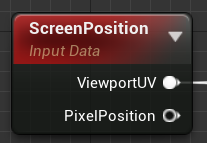 ScreenPosition
Input Data
ViewportUV
PixelPosition